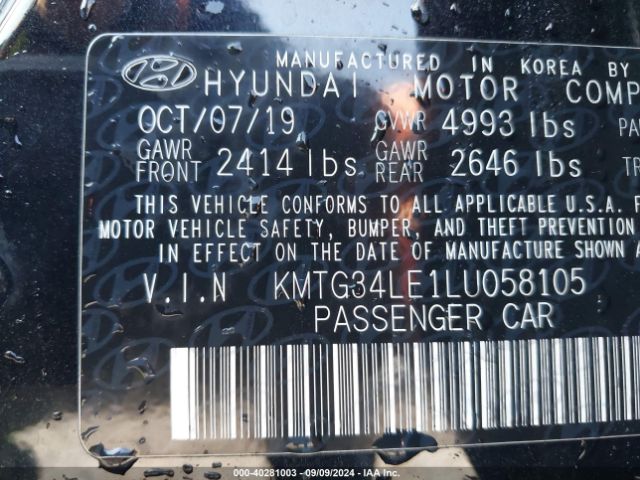 MANUFACTURED IN KOREA BY
HYUNDAI MOTOR COMP
OCT/07/19 GVWR 4993 lbs PA
GAWR FRONT 2414 lbs GAWR REAR 2646 lbs TR
THIS VEHICLE CONFORMS TO ALL APPLICABLE U.S.A. F
MOTOR VEHICLE SAFETY, BUMPER, AND THEFT PREVENTION
IN EFFECT ON THE DATE OF MANUFACTURE SHOWN A
V.I.N KMTG34LE1LU058105
PASSENGER CAR
000-40281003 - 09/09/2024 - IAA Inc.